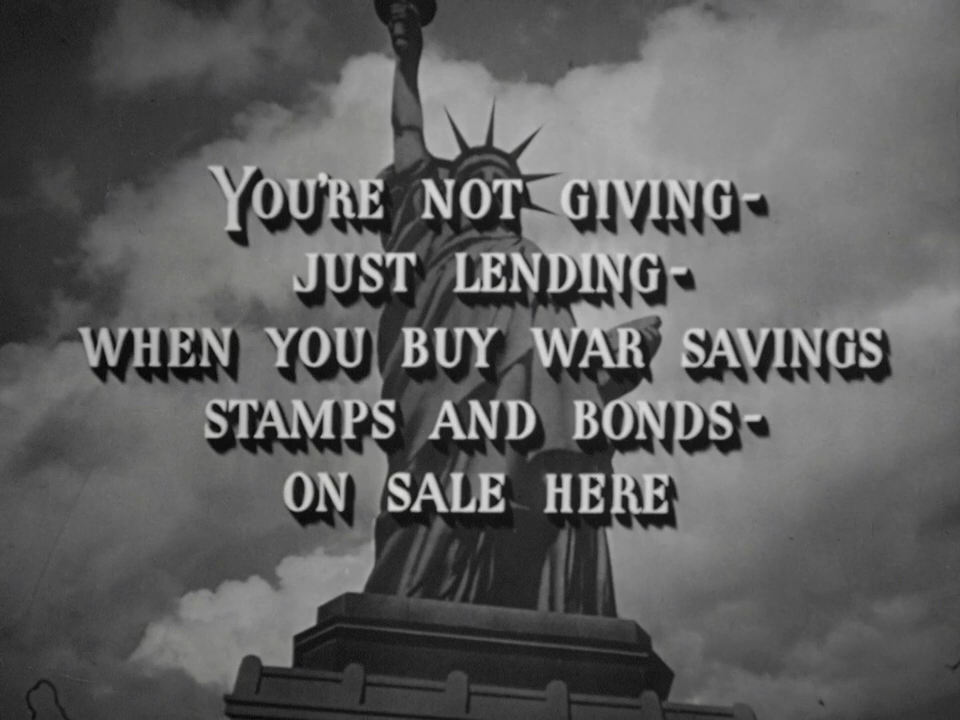 YOU'RE NOT GIVING-
JUST LENDING-
WHEN YOU BUY WAR SAVINGS
STAMPS AND BONDS-
ON SALE HERE